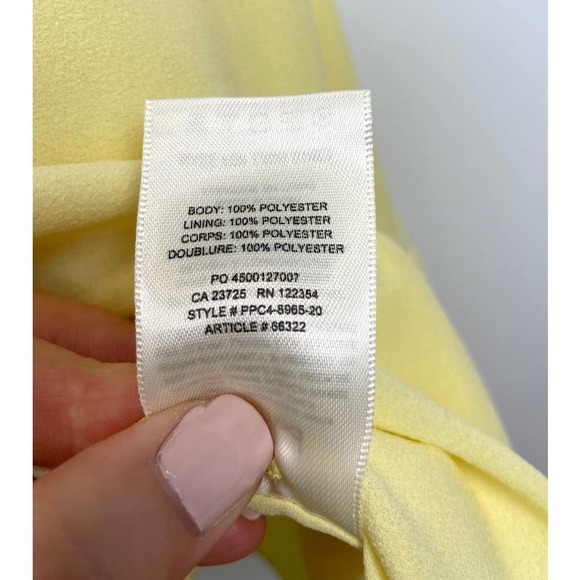 BODY: 100% POLYESTER
LINING: 100% POLYESTER
CORPS: 100% POLYESTER
DOUBLURE: 100% POLYESTER
PO 4500127007
CA 23725 RN 122354
STYLE # PPC4-8965-20
ARTICLE # 66322